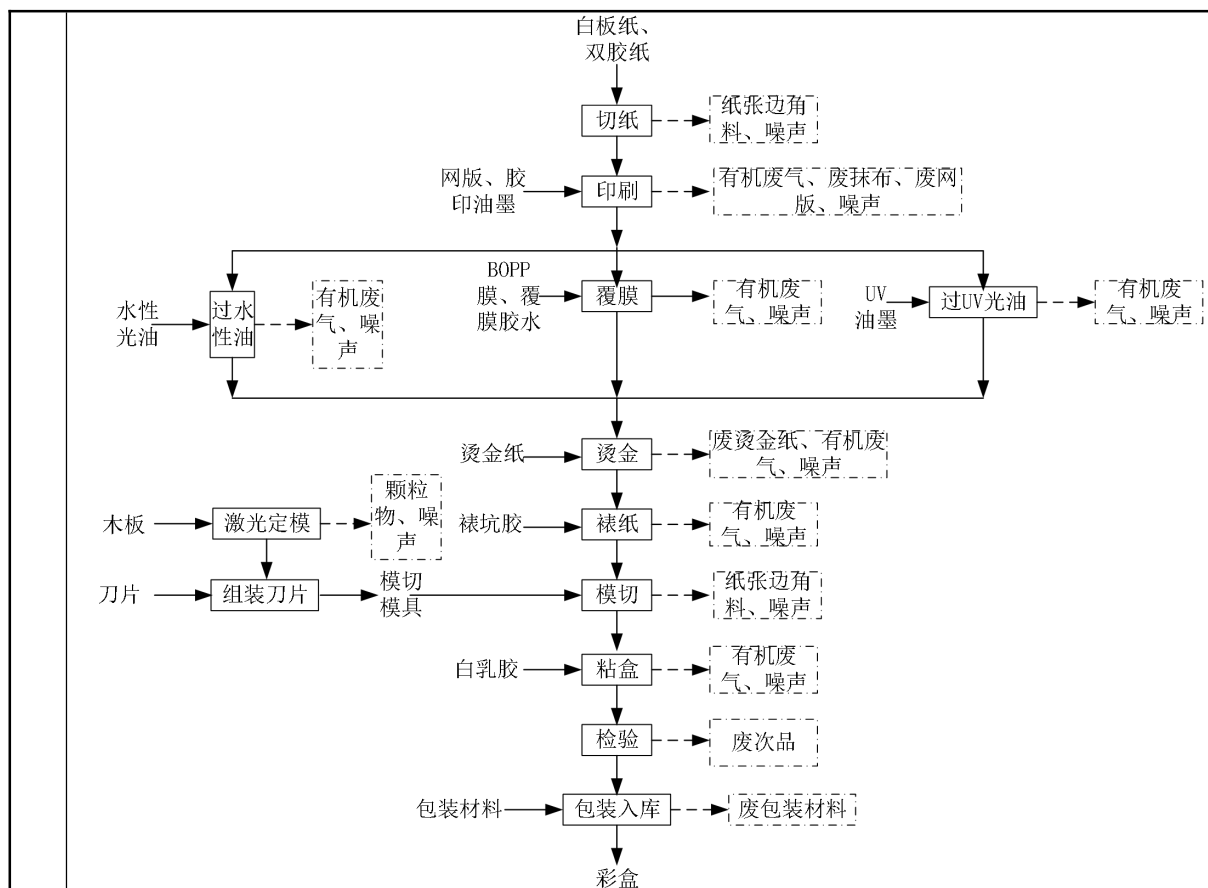 白板纸、
双胶纸
切纸
纸张边角
料、噪声
网版、胶
印油墨
印刷
有机废气、废抹布、废网
版、噪声
水性
光油
过水
性油
有机废
气、噪
声
BOPP
膜、覆
膜胶水
覆膜
有机废
气、噪声
UV
油墨
过UV光油
有机废
气、噪声
烫金纸
烫金
废烫金纸、有机废
气、噪声
木板
激光定模
颗粒
物、噪
声
裱坑胶
裱纸
有机废
气、噪声
刀片
组装刀片
模切
模具
模切
纸张边角
料、噪声
白乳胶
粘盒
有机废
气、噪声
检验
废次品
包装材料
包装入库
废包装材料
彩盒